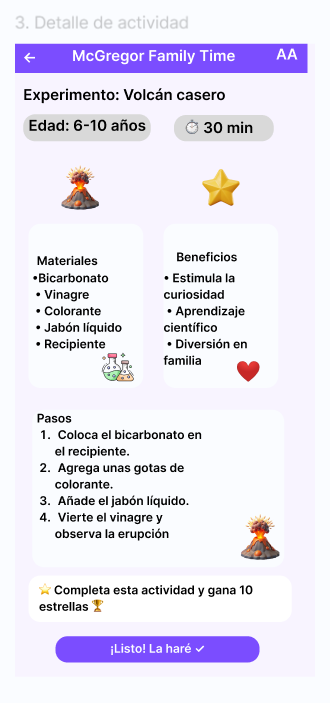 3. Detalle de actividad
← McGregor Family Time AA
Experimento: Volcán casero
Edad: 6-10 años
⏱ 30 min
Materiales
•Bicarbonato
• Vinagre
• Colorante
• Jabón líquido
• Recipiente
Beneficios
• Estimula la
curiosidad
• Aprendizaje
científico
• Diversión en
familia
Pasos
1. Coloca el bicarbonato en
el recipiente.
2. Agrega unas gotas de
colorante.
3. Añade el jabón líquido.
4. Vierte el vinagre y
observa la erupción
⭐ Completa esta actividad y gana 10
estrellas 🏆
¡Listo! La haré ✓